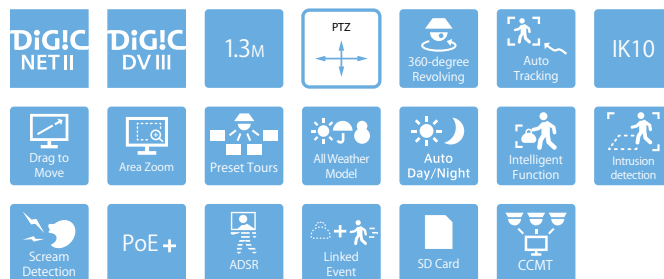 DiG!C
NET II
DiG!C
DV III
1.3M
PTZ
360-degree
Revolving
Auto
Tracking
IK10
Drag to
Move
Area Zoom
Preset Tours
All Weather
Model
Auto
Day/Night
Intelligent
Function
Intrusion
detection
Scream
Detection
PoE +
ADSR
Linked
Event
SD Card
CCMT